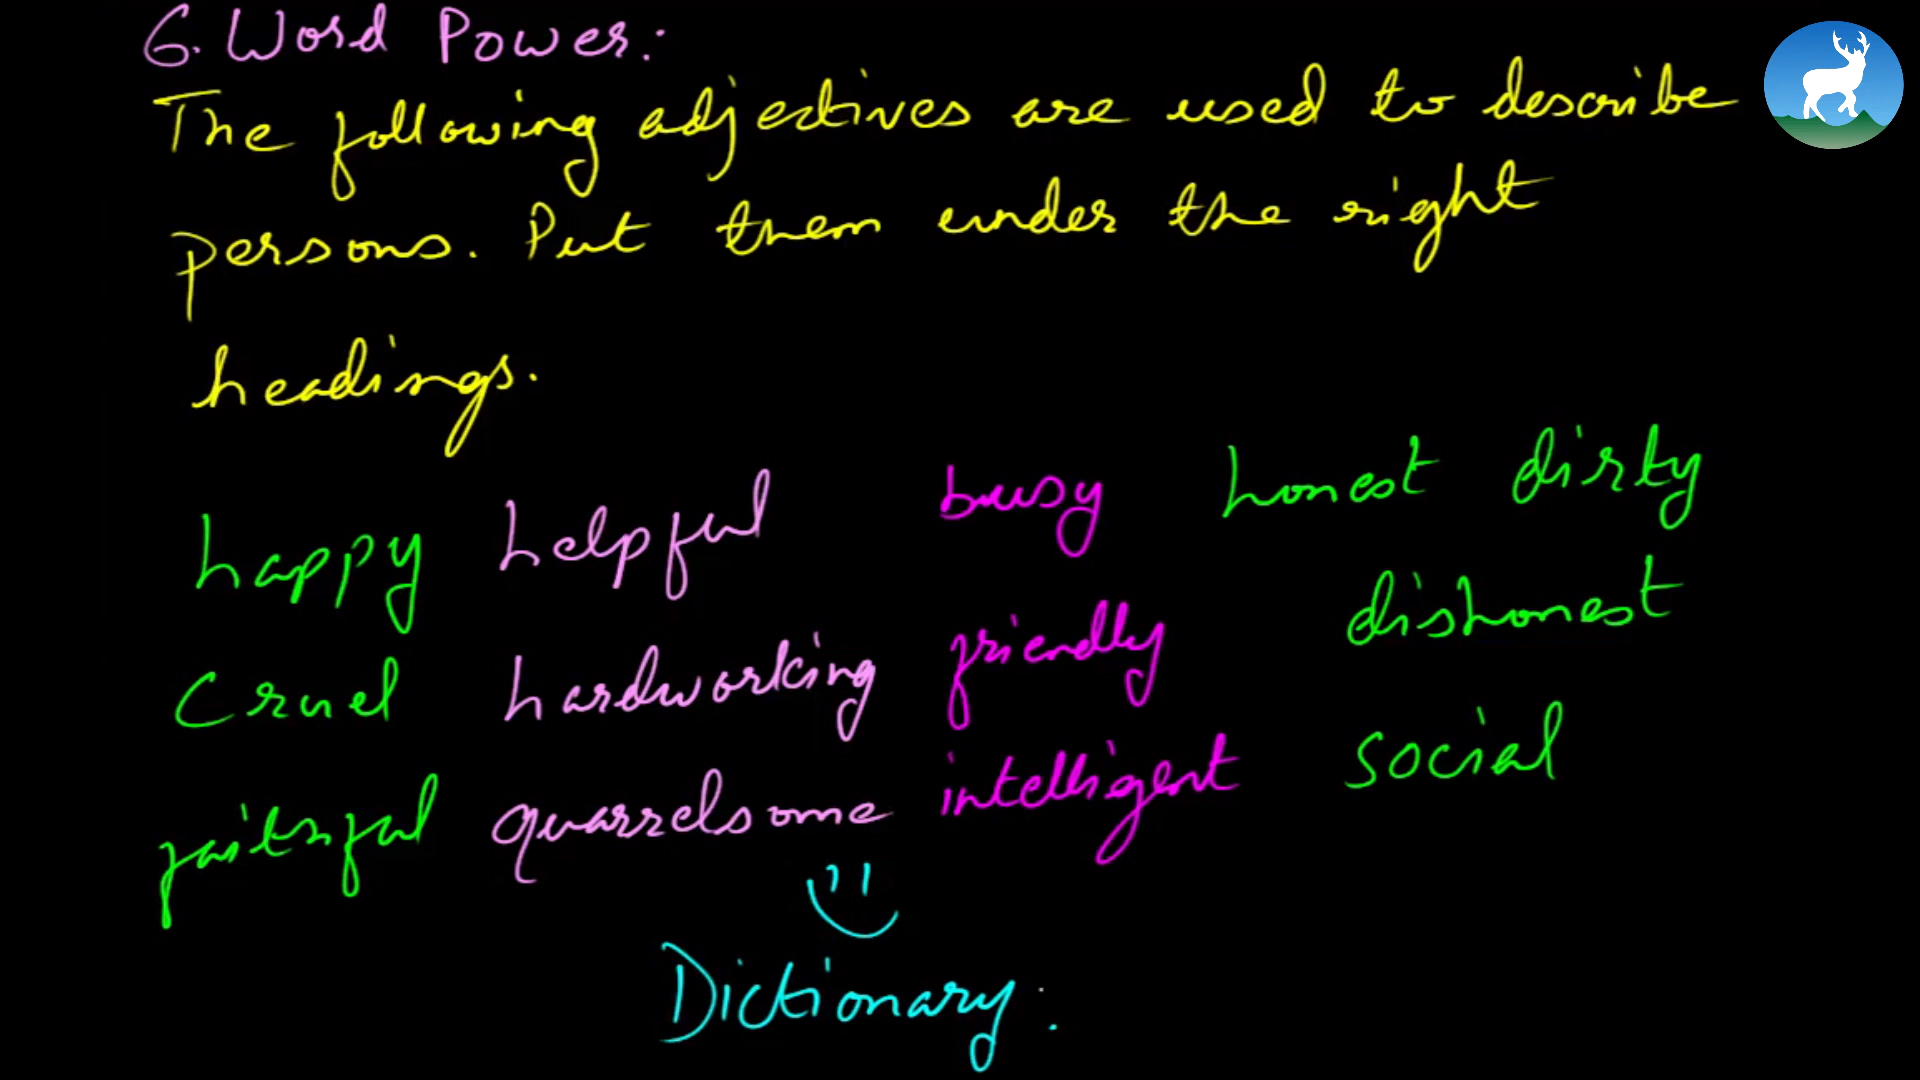 6. Word Power:
The following adjectives are used to describe
persons. Put them under the right
headings.
happy helpful busy honest dirty
cruel hardworking friendly dishonest
faithful quarrelsome intelligent social
Dictionary: